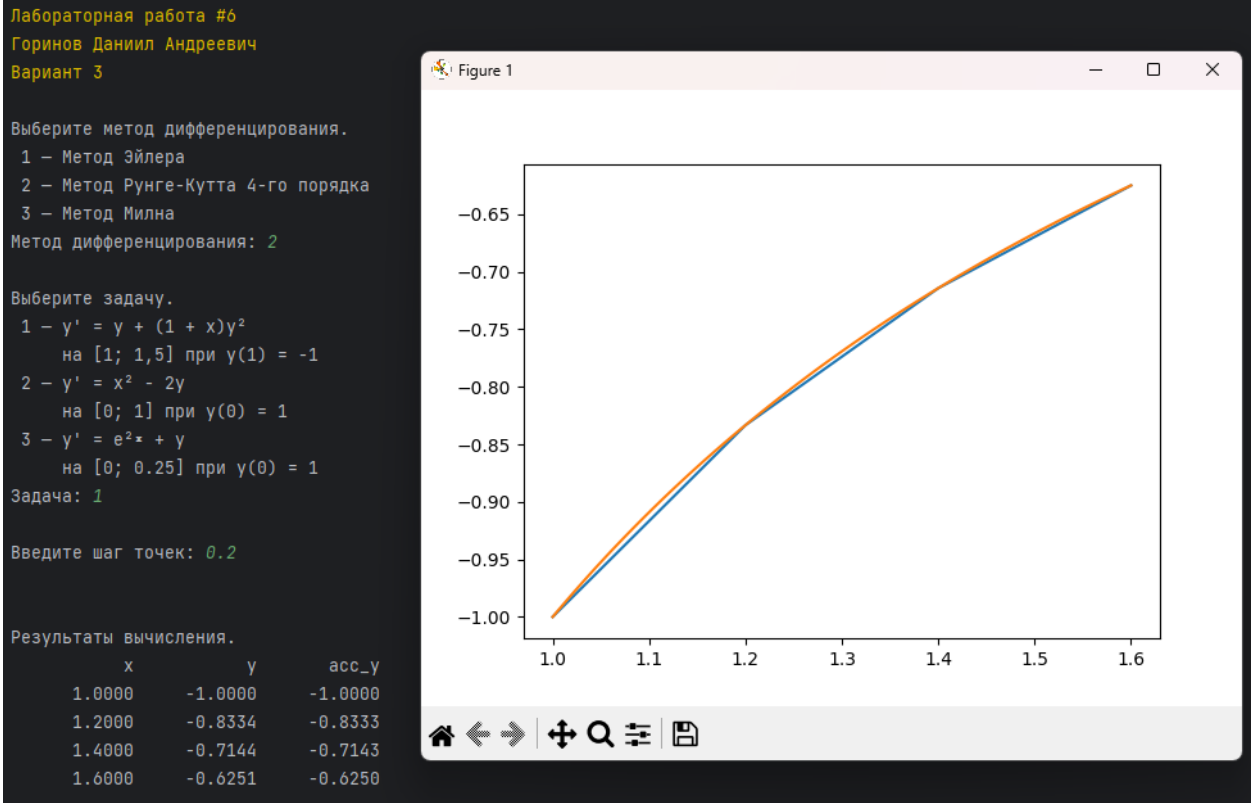 Лабораторная работа #6
Горинов Даниил Андреевич
Вариант 3
Выберите метод дифференцирования.
1 — Метод Эйлера
2 — Метод Рунге-Кутта 4-го порядка
3 — Метод Милна
Метод дифференцирования: 2
Выберите задачу.
1 — y' = y + (1 + x)y²
на [1; 1,5] при y(1) = -1
2 — y' = x² - 2y
на [0; 1] при y(0) = 1
3 — y' = e²ˣ + y
на [0; 0.25] при y(0) = 1
Задача: 1
Введите шаг точек: 0.2
Результаты вычисления.
x y acc_y
1.0000 -1.0000 -1.0000
1.2000 -0.8334 -0.8333
1.4000 -0.7144 -0.7143
1.6000 -0.6251 -0.6250
Figure 1
−0.65
−0.70
−0.75
−0.80
−0.85
−0.90
−0.95
−1.00
1.0 1.1 1.2 1.3 1.4 1.5 1.6